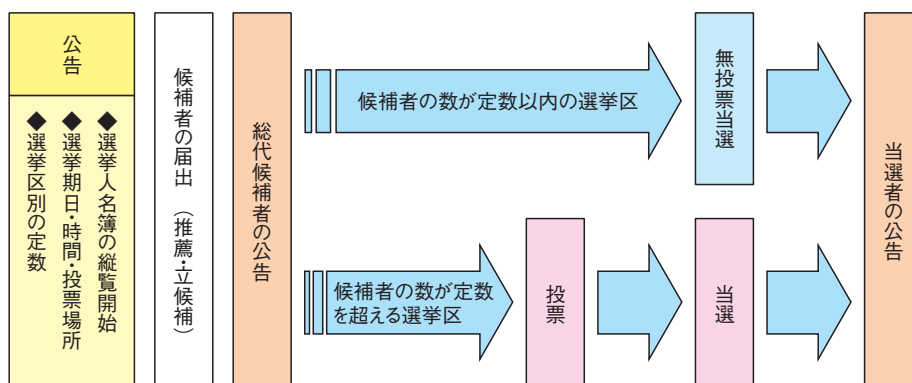 公告
◆選挙人名簿の縦覧開始
◆選挙期日・時間・投票場所
◆選挙区別の定数
候補者の届出（推薦・立候補）
総代候補者の公告
候補者の数が定数以内の選挙区
無投票当選
候補者の数が定数
を超える選挙区
投票
当選
当選者の公告